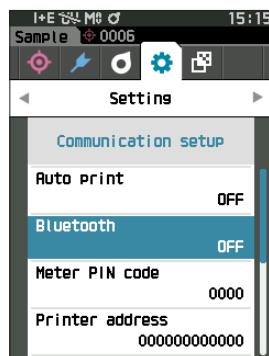 I+E M0 15:15
Sample 0006
Setting
Communication setup
Auto print
OFF
Bluetooth
OFF
Meter PIN code
0000
Printer address
000000000000